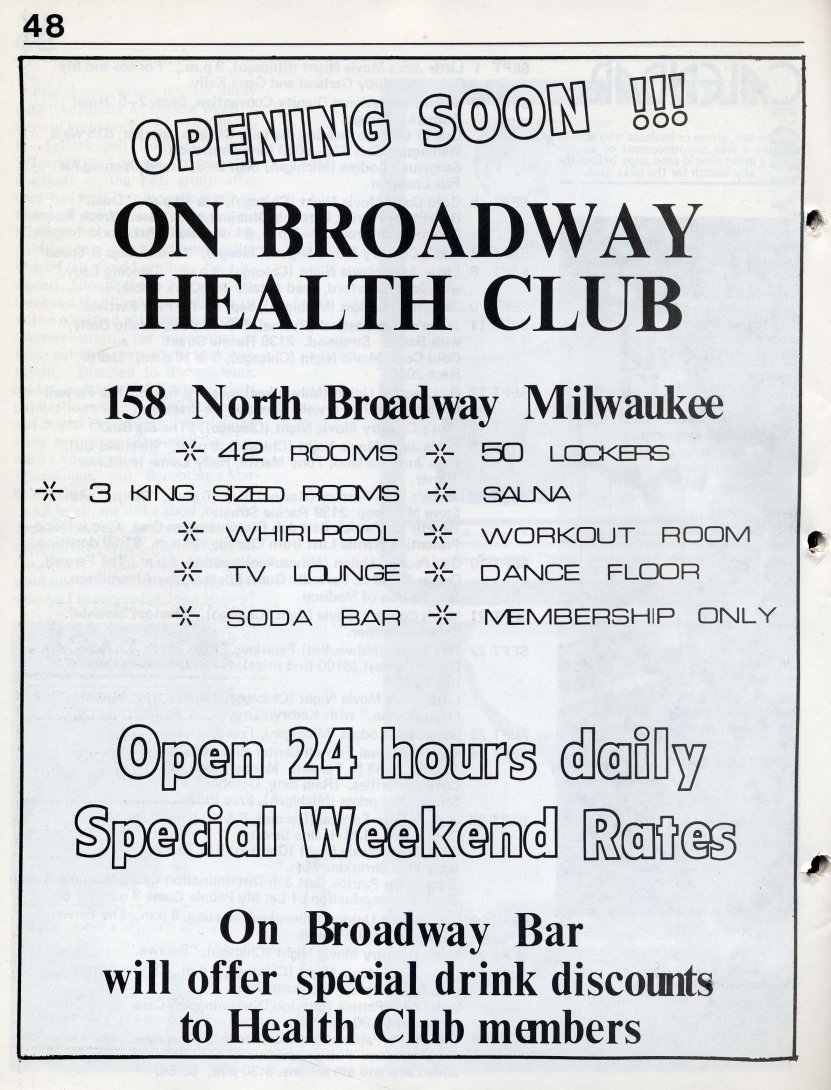 48
OPENING SOON !!!
ON BROADWAY
HEALTH CLUB
158 North Broadway Milwaukee
-*- 42 ROOMS -*- 50 LOCKERS
-*- 3 KING SIZED ROOMS -*- SAUNA
-*- WHIRLPOOL -*- WORKOUT ROOM
-*- TV LOUNGE -*- DANCE FLOOR
-*- SODA BAR -*- MEMBERSHIP ONLY
Open 24 hours daily
Special Weekend Rates
On Broadway Bar
will offer special drink discounts
to Health Club members